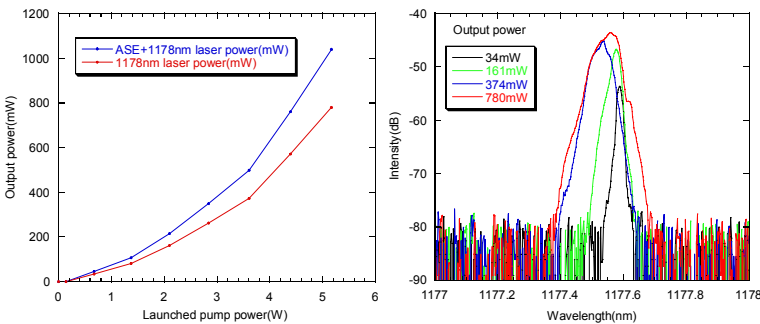 1200
1000
800
600
400
200
0
0 1 2 3 4 5 6
Output power(mW)
Launched pump power(W)
ASE+1178nm laser power(mW)
1178nm laser power(mW)
-40
-50
-60
-70
-80
-90
1177 1177.2 1177.4 1177.6 1177.8 1178
Intensity(dB)
Wavelength(nm)
Output power
34mW
161mW
374mW
780mW